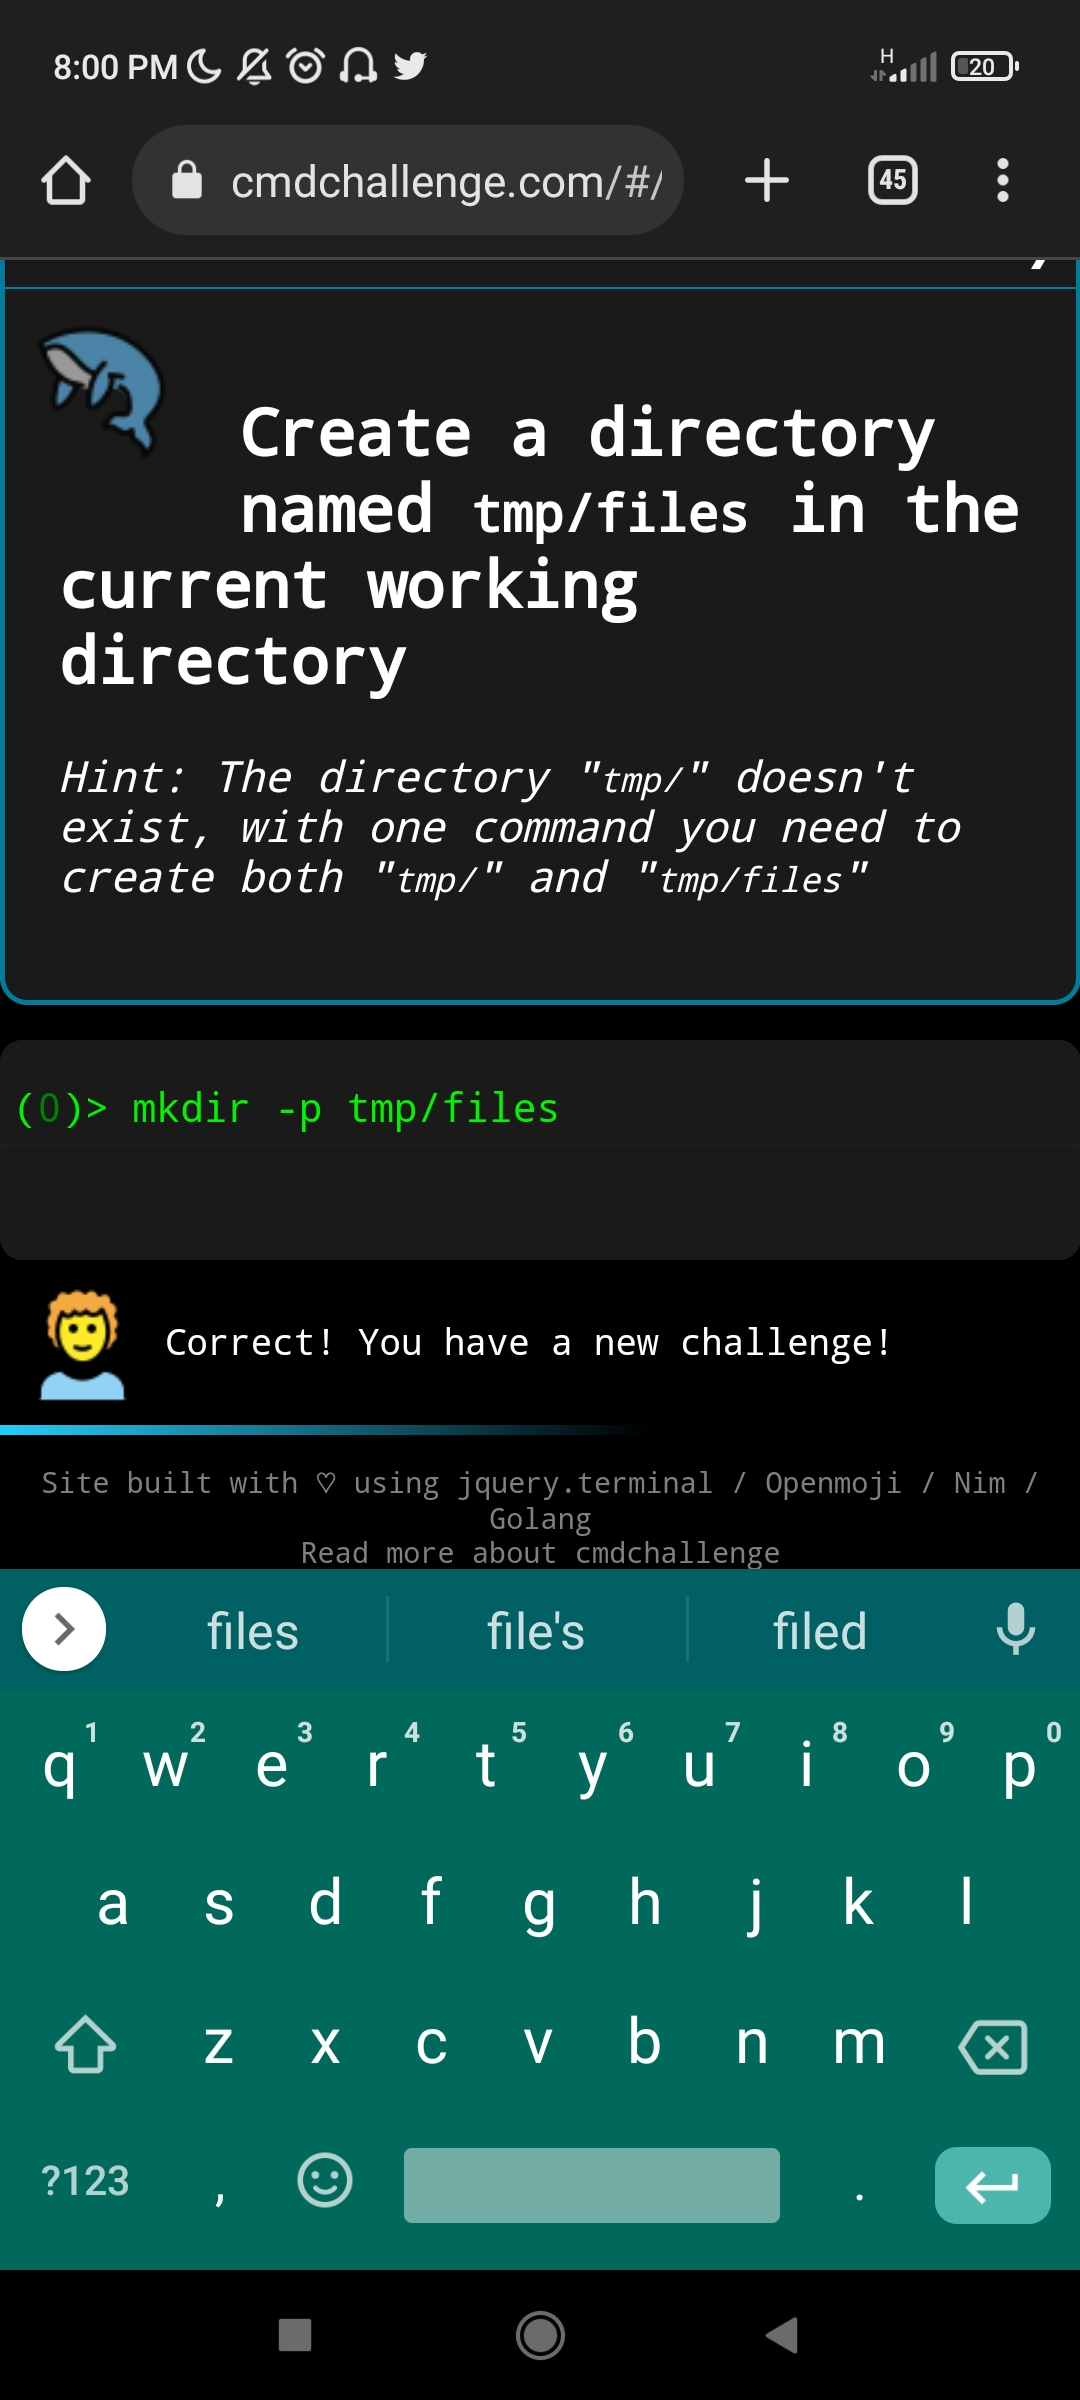 8:00 PM
H
20
cmdchallenge.com/#/
45
Create a directory
named tmp/files in the
current working
directory
Hint: The directory "tmp/" doesn't
exist, with one command you need to
create both "tmp/" and "tmp/files"
(0)> mkdir -p tmp/files
Correct! You have a new challenge!
Site built with ♡ using jquery.terminal / Openmoji / Nim /
Golang
Read more about cmdchallenge
files file's filed
1 2 3 4 5 6 7 8 9 0
q w e r t y u i o p
a s d f g h j k l
z x c v b n m
?123 , .